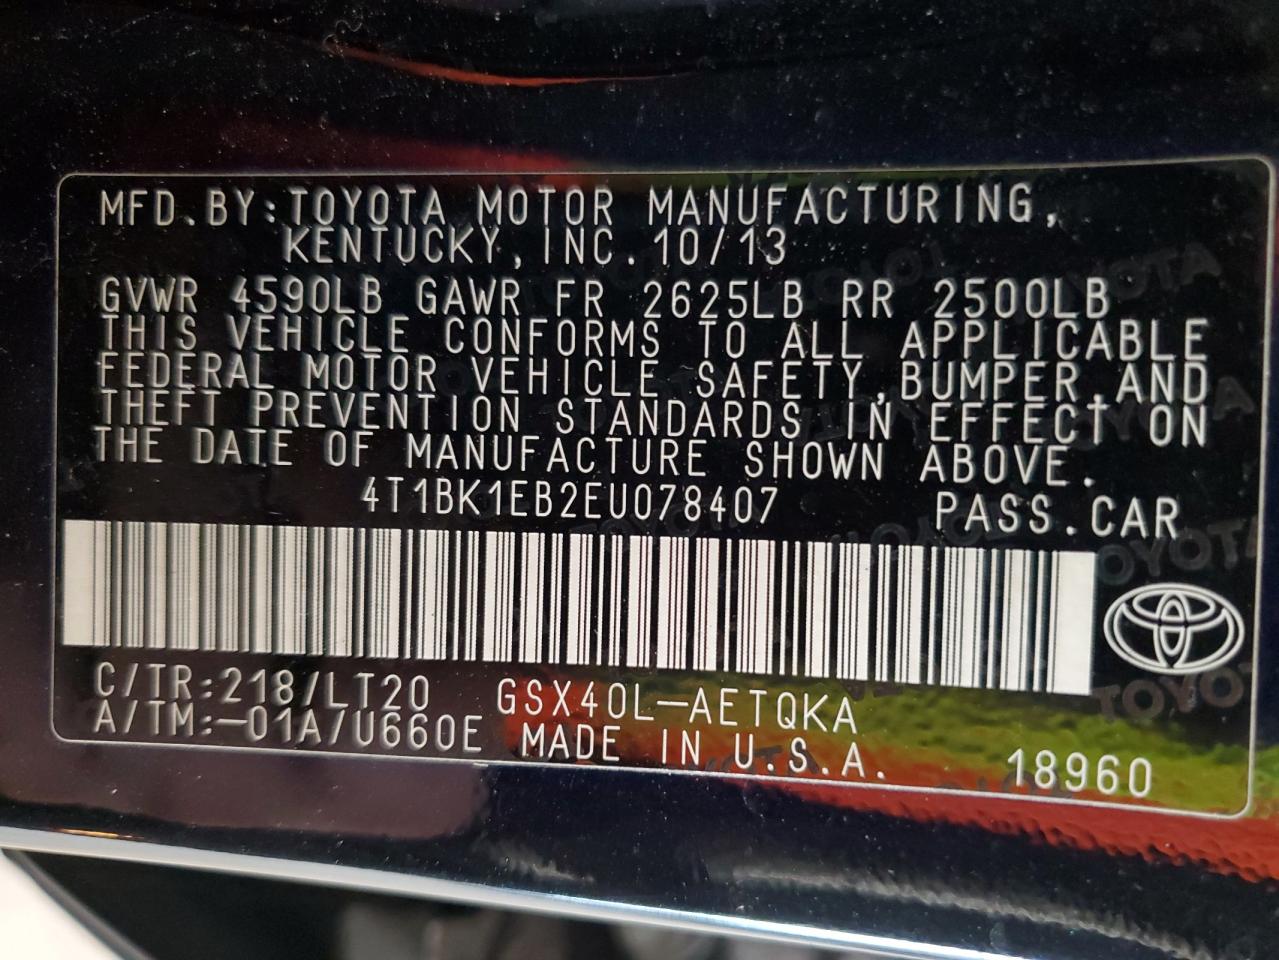 MFD.BY:TOYOTA MOTOR MANUFACTURING,
KENTUCKY,INC.10/13
GVWR 4590LB GAWR FR 2625LB RR 2500LB
THIS VEHICLE CONFORMS TO ALL APPLICABLE
FEDERAL MOTOR VEHICLE SAFETY,BUMPER,AND
THEFT PREVENTION STANDARDS IN EFFECT ON
THE DATE OF MANUFACTURE SHOWN ABOVE.
4T1BK1EB2EU078407 PASS.CAR
C/TR:218/LT20 GSX40L-AETQKA
A/TM:-01A/U660E MADE IN U.S.A. 18960